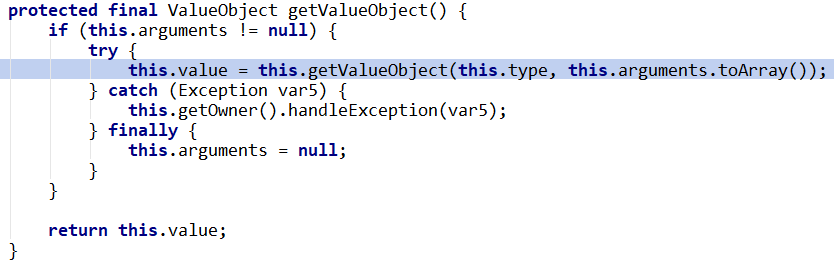 protected final ValueObject getValueObject() {
    if (this.arguments != null) {
        try {
            this.value = this.getValueObject(this.type, this.arguments.toArray());
        } catch (Exception var5) {
            this.getOwner().handleException(var5);
        } finally {
            this.arguments = null;
        }
    }

    return this.value;
}